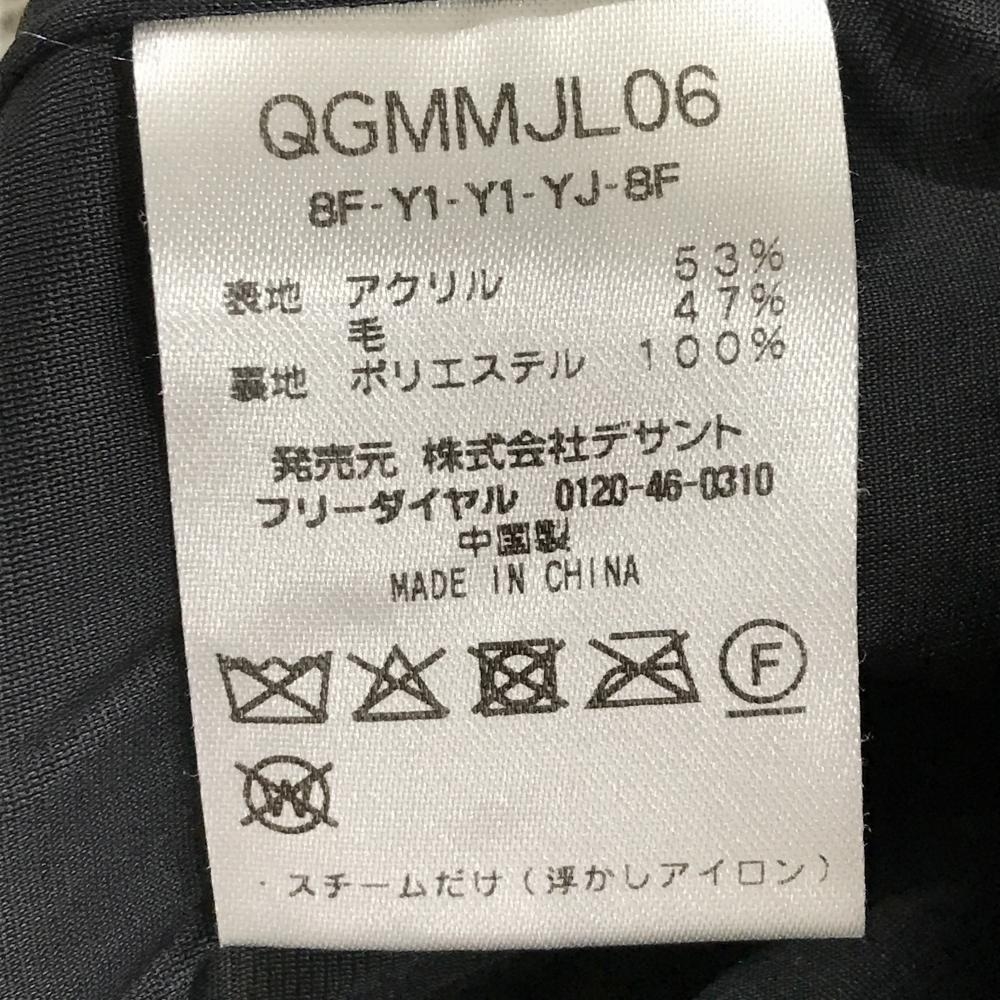 QGMMJL06
8F-Y1-Y1-YJ-8F
表地 アクリル 53%
毛 47%
裏地 ポリエステル 100%
発売元 株式会社デサント
フリーダイヤル 0120-46-0310
中国製
MADE IN CHINA
F
W
・スチームだけ(浮かしアイロン)